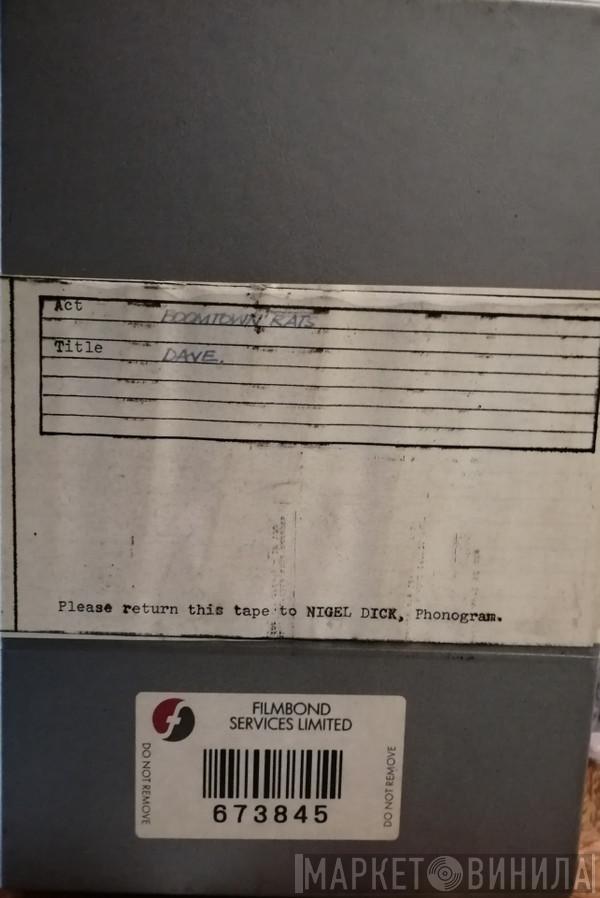 Act BOOMTOWN RATS
Title DAVE.
Please return this tape to NIGEL DICK, Phonogram.
FILMBOND
SERVICES LIMITED
DO NOT REMOVE
DO NOT REMOVE
673845
МАРКЕТ ВИНИЛА